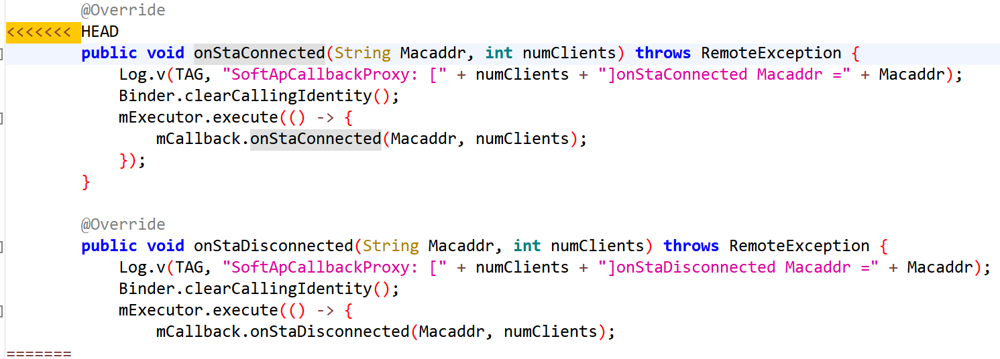 @Override
<<<<<<< HEAD
public void onStaConnected(String Macaddr, int numClients) throws RemoteException {
Log.v(TAG, "SoftApCallbackProxy: [" + numClients + "]onStaConnected Macaddr =" + Macaddr);
Binder.clearCallingIdentity();
mExecutor.execute(() -> {
mCallback.onStaConnected(Macaddr, numClients);
});
}
@Override
public void onStaDisconnected(String Macaddr, int numClients) throws RemoteException {
Log.v(TAG, "SoftApCallbackProxy: [" + numClients + "]onStaDisconnected Macaddr =" + Macaddr);
Binder.clearCallingIdentity();
mExecutor.execute(() -> {
mCallback.onStaDisconnected(Macaddr, numClients);
=======